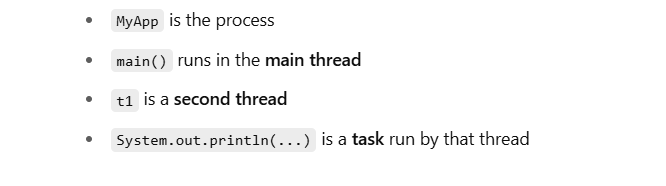 MyApp is the process
main() runs in the main thread
t1 is a second thread
System.out.println(...) is a task run by that thread